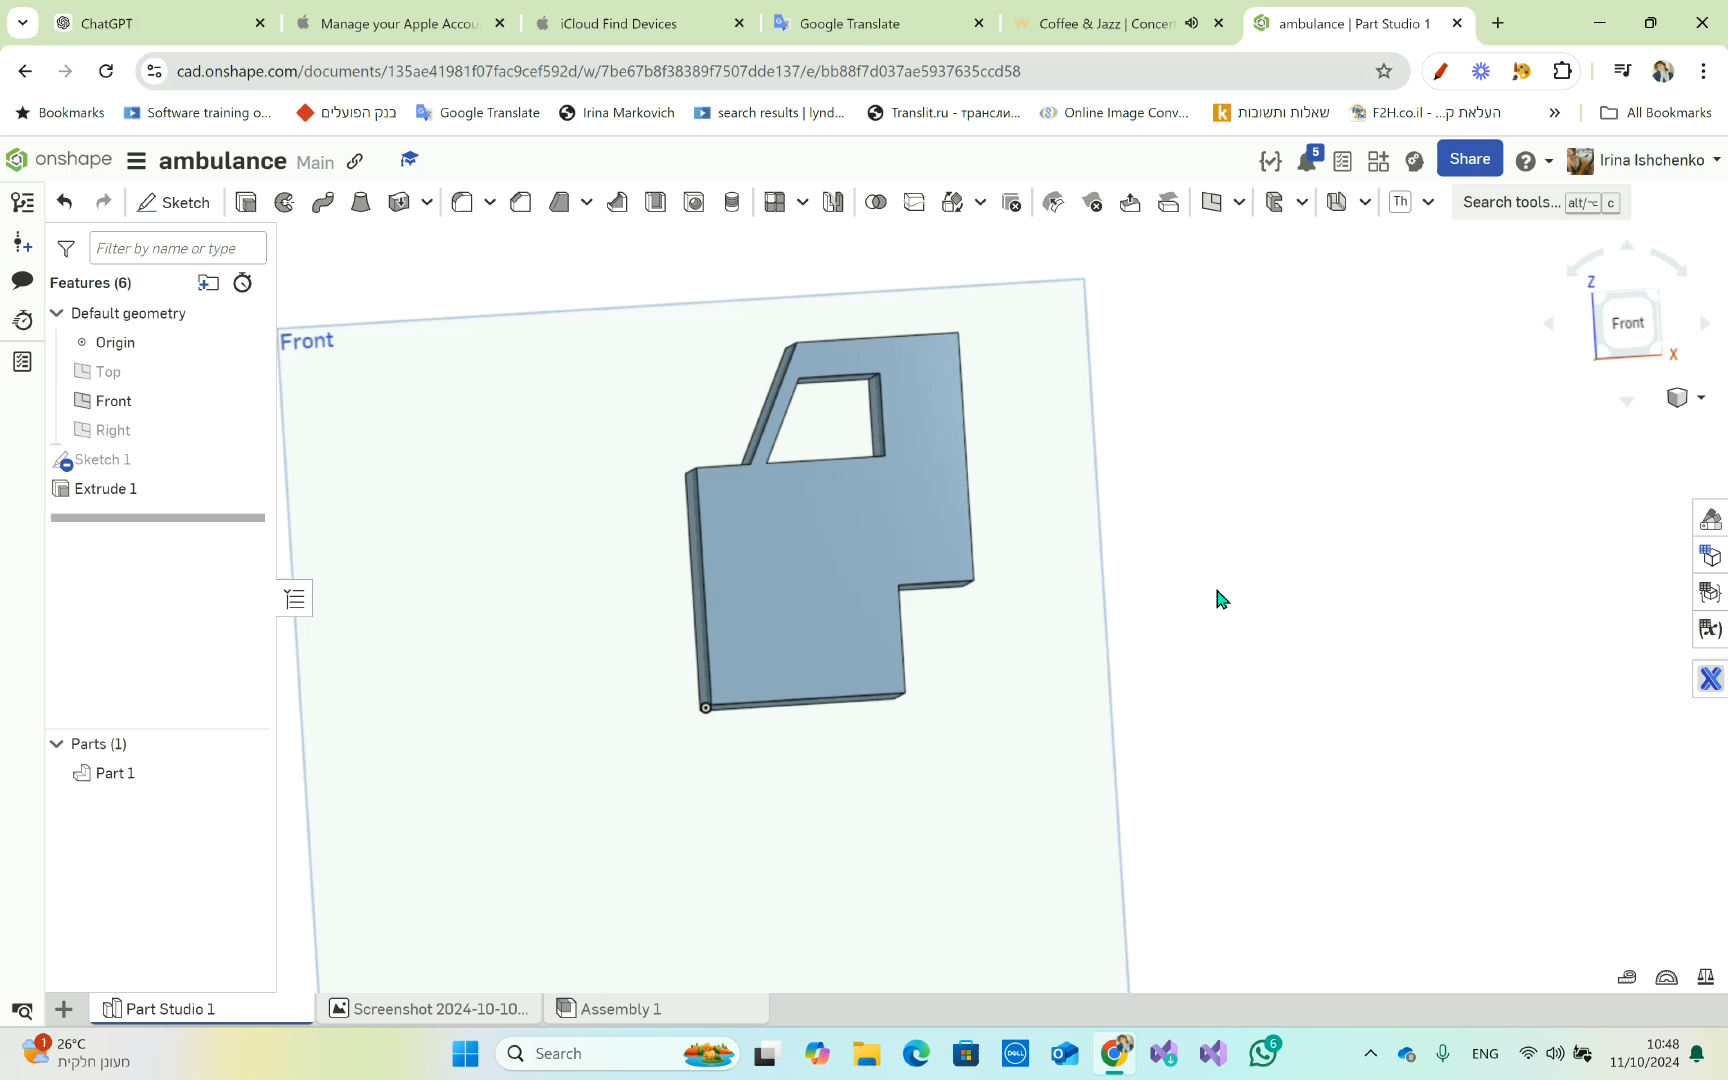 ChatGPT
Manage your Apple Accou
iCloud Find Devices
Google Translate
Coffee & Jazz | Concer
ambulance | Part Studio 1
cad.onshape.com/documents/135ae41981f07fac9cef592d/w/7be67b8f38389f7507dde137/e/bb88f7d037ae5937635ccd58
Bookmarks
Software training o...
בנק הפועלים
Google Translate
Irina Markovich
search results | lynd...
Translit.ru - трансли...
Online Image Conv...
שאלות ותשובות
F2H.co.il - ...העלאת ק
»
All Bookmarks
onshape
ambulance Main
5
Share
Irina Ishchenko
Sketch
Th
Search tools... alt/⌥ c
Filter by name or type
Features (6)
Default geometry
Origin
Top
Front
Right
Sketch 1
Extrude 1
Front
Z
Front
X
(x)
Parts (1)
Part 1
Part Studio 1
Screenshot 2024-10-10...
Assembly 1
1
26°C
מעונן חלקית
Search
DELL
6
ENG
10:48
11/10/2024